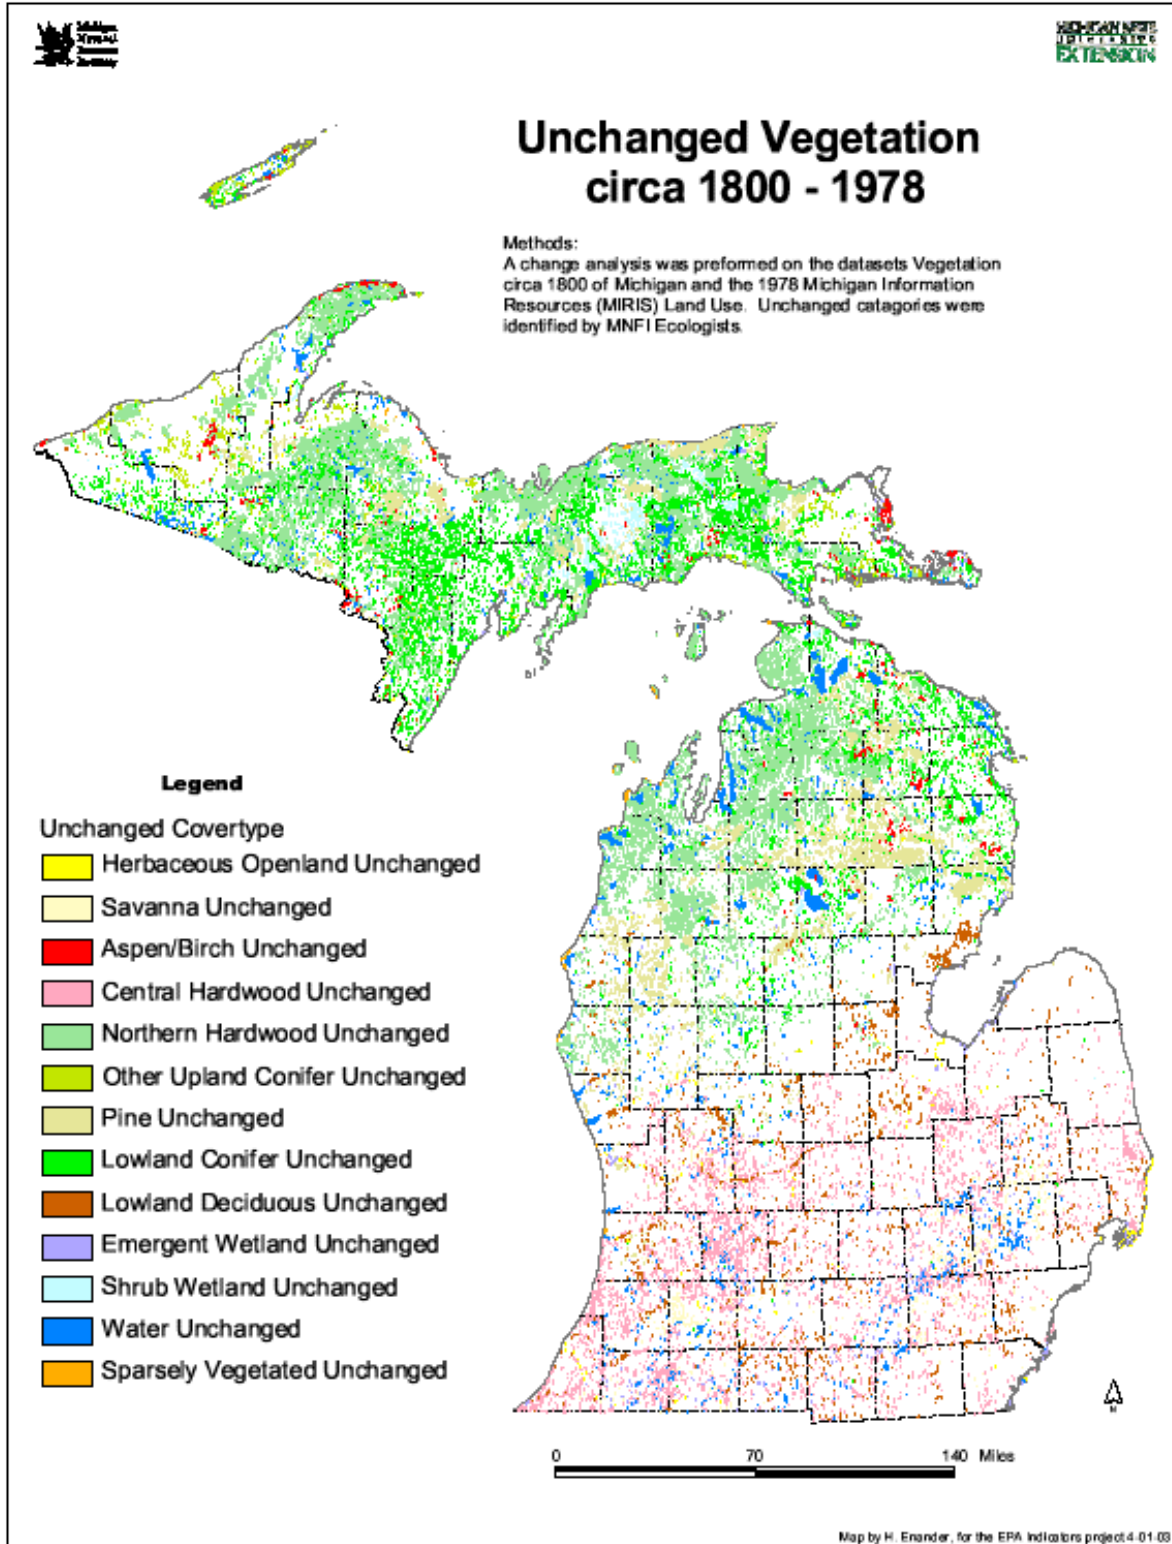 EXTENSION
Unchanged Vegetation
circa 1800 - 1978
Methods:
A change analysis was preformed on the datasets Vegetation
circa 1800 of Michigan and the 1978 Michigan Information
Resources (MIRIS) Land Use. Unchanged catagories were
identified by MNFI Ecologists.
Legend
Unchanged Covertype
Herbaceous Openland Unchanged
Savanna Unchanged
Aspen/Birch Unchanged
Central Hardwood Unchanged
Northern Hardwood Unchanged
Other Upland Conifer Unchanged
Pine Unchanged
Lowland Conifer Unchanged
Lowland Deciduous Unchanged
Emergent Wetland Unchanged
Shrub Wetland Unchanged
Water Unchanged
Sparsely Vegetated Unchanged
N
0 70 140 Miles
Map by H. Enander, for the EPA Indicators project 4-01-03